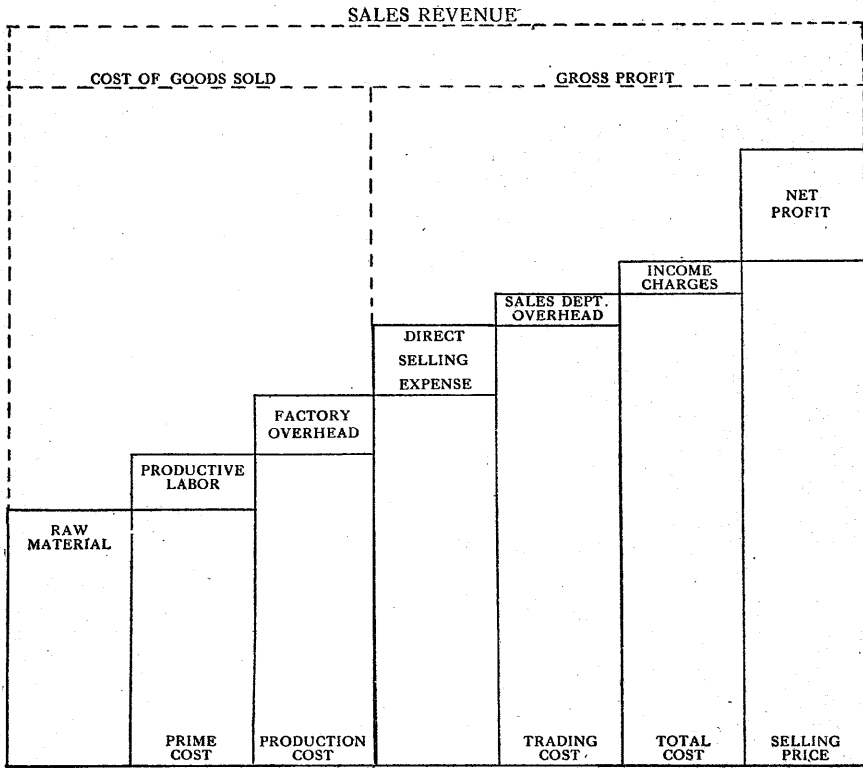 SALES REVENUE
COST OF GOODS SOLD
GROSS PROFIT
NET
PROFIT
INCOME
CHARGES
SALES DEPT.
OVERHEAD
DIRECT
SELLING
EXPENSE
FACTORY
OVERHEAD
PRODUCTIVE
LABOR
RAW
MATERIAL
PRIME
COST
PRODUCTION
COST
TRADING
COST
TOTAL
COST
SELLING
PRICE